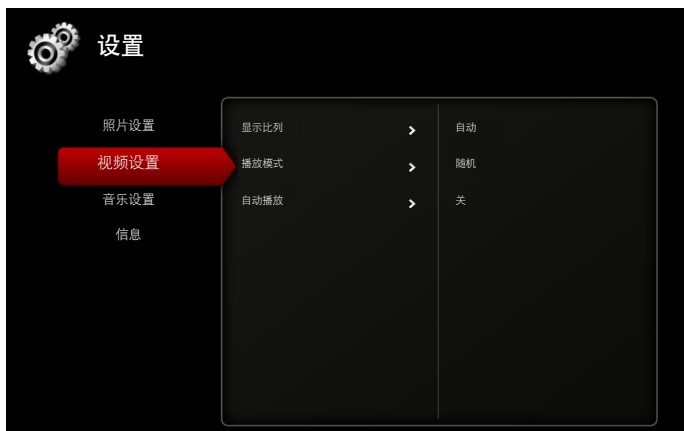 设置
照片设置
视频设置
音乐设置
信息
显示比列
自动
播放模式
随机
自动播放
关